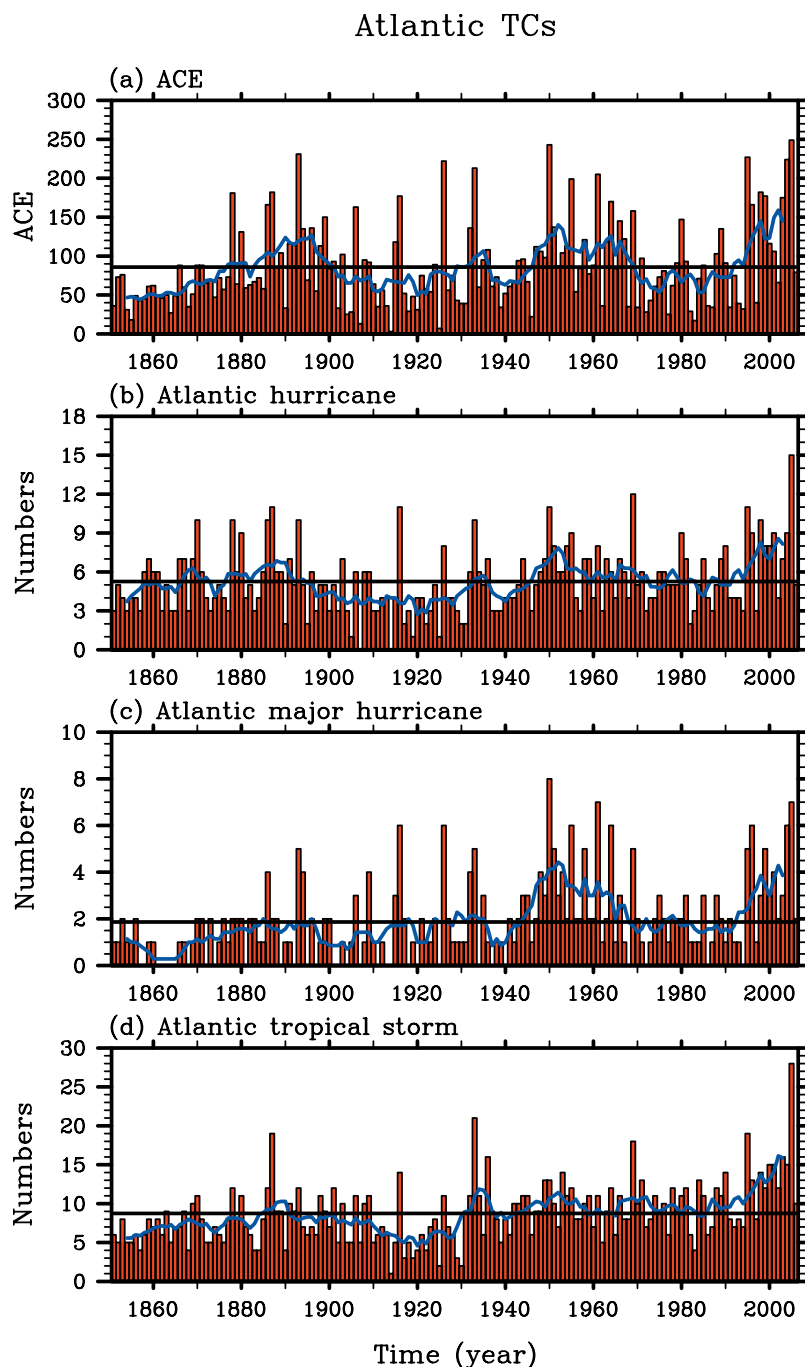 Atlantic TCs
(a) ACE
300
250
200
150
100
50
0
ACE
1860 1880 1900 1920 1940 1960 1980 2000
(b) Atlantic hurricane
18
15
12
9
6
3
0
Numbers
1860 1880 1900 1920 1940 1960 1980 2000
(c) Atlantic major hurricane
10
8
6
4
2
0
Numbers
1860 1880 1900 1920 1940 1960 1980 2000
(d) Atlantic tropical storm
30
25
20
15
10
5
0
Numbers
1860 1880 1900 1920 1940 1960 1980 2000
Time (year)